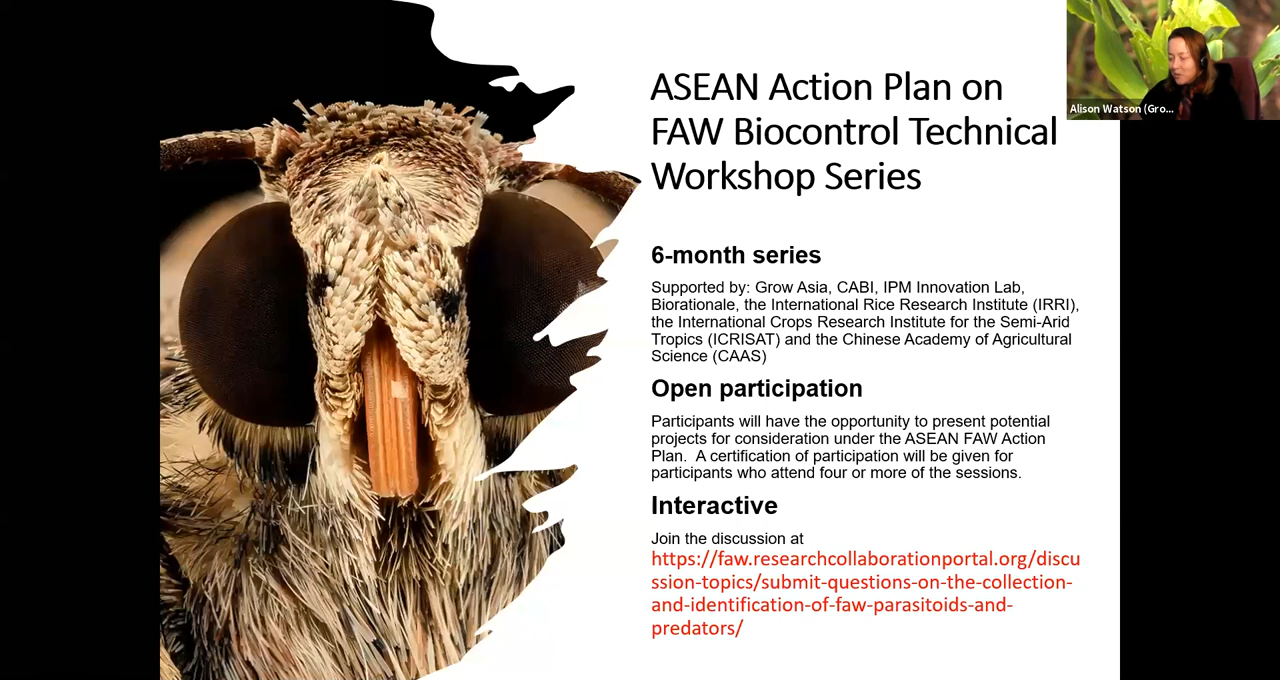 ASEAN Action Plan on
FAW Biocontrol Technical
Workshop Series
Alison Watson (Gro...
6-month series
Supported by: Grow Asia, CABI, IPM Innovation Lab,
Biorationale, the International Rice Research Institute (IRRI),
the International Crops Research Institute for the Semi-Arid
Tropics (ICRISAT) and the Chinese Academy of Agricultural
Science (CAAS)
Open participation
Participants will have the opportunity to present potential
projects for consideration under the ASEAN FAW Action
Plan.  A certification of participation will be given for
participants who attend four or more of the sessions.
Interactive
Join the discussion at
https://faw.researchcollaborationportal.org/discu
ssion-topics/submit-questions-on-the-collection-
and-identification-of-faw-parasitoids-and-
predators/